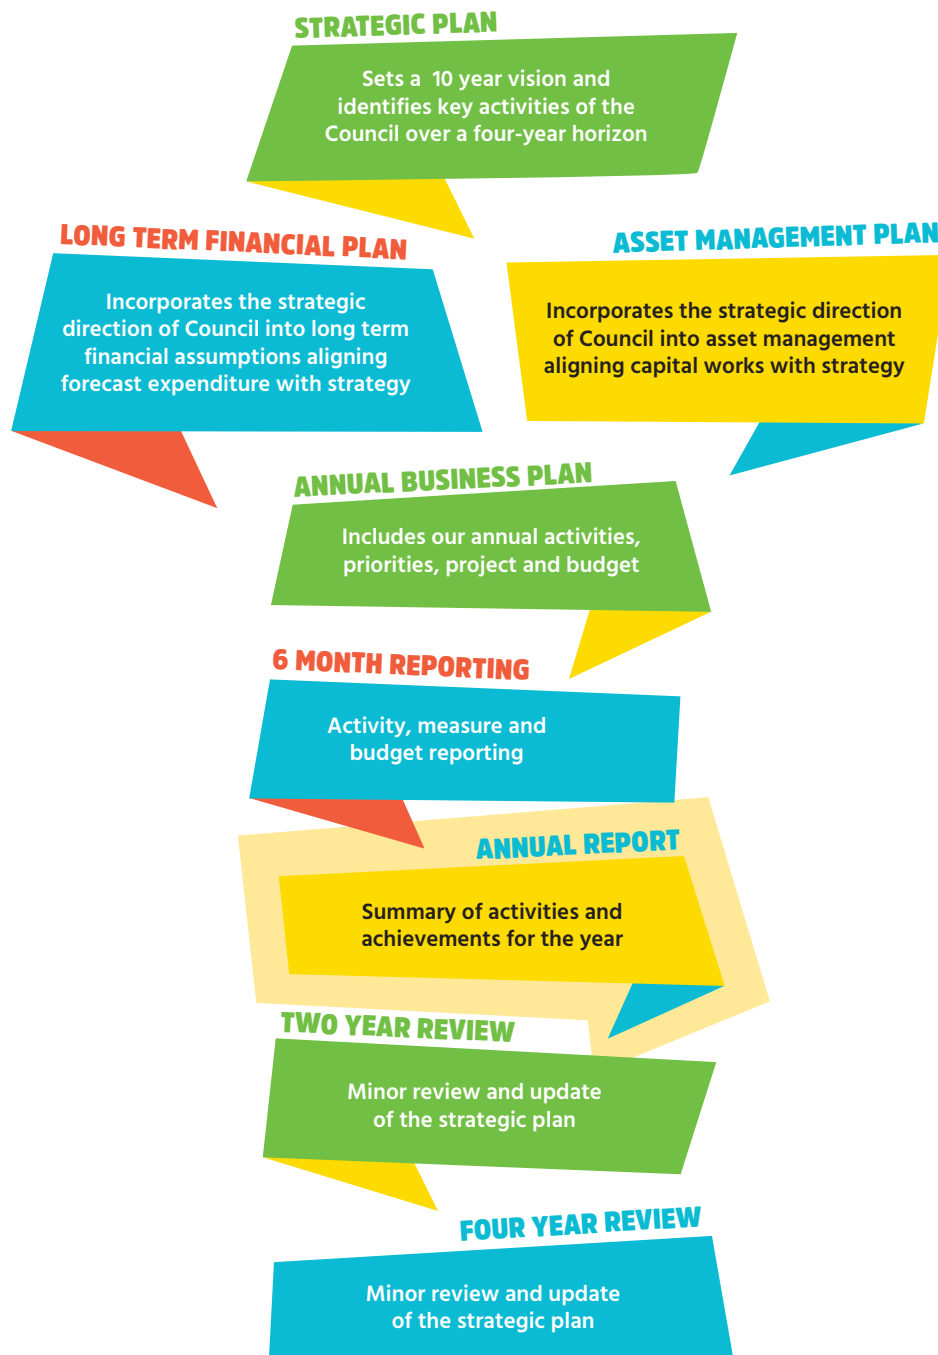 STRATEGIC PLAN
Sets a 10 year vision and
identifies key activities of the
Council over a four-year horizon
LONG TERM FINANCIAL PLAN
Incorporates the strategic
direction of Council into long term
financial assumptions aligning
forecast expenditure with strategy
ASSET MANAGEMENT PLAN
Incorporates the strategic direction
of Council into asset management
aligning capital works with strategy
ANNUAL BUSINESS PLAN
Includes our annual activities,
priorities, project and budget
6 MONTH REPORTING
Activity, measure and
budget reporting
ANNUAL REPORT
Summary of activities and
achievements for the year
TWO YEAR REVIEW
Minor review and update
of the strategic plan
FOUR YEAR REVIEW
Minor review and update
of the strategic plan